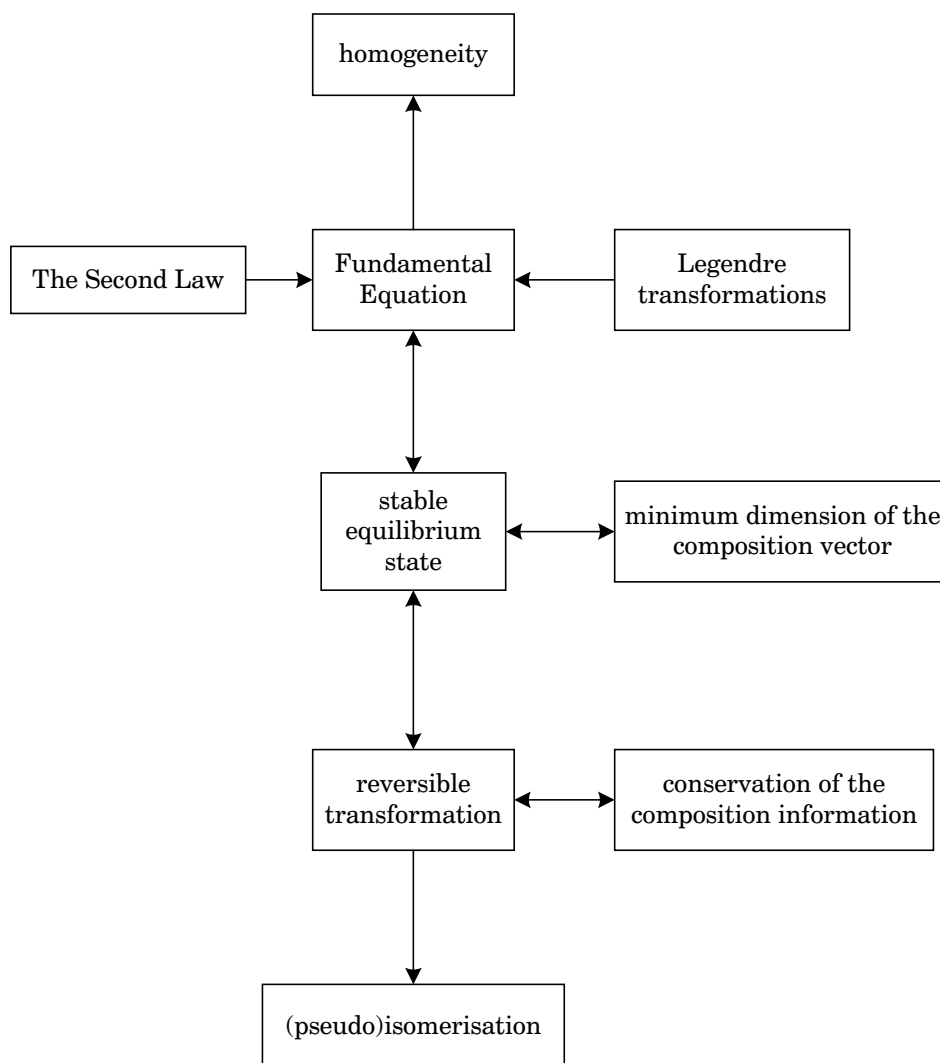 homogeneity
The Second Law
Fundamental
Equation
Legendre
transformations
stable
equilibrium
state
minimum dimension of the
composition vector
reversible
transformation
conservation of the
composition information
(pseudo)isomerisation